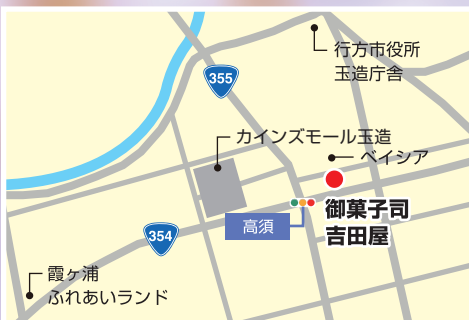 行方市役所
玉造庁舎
355
カインズモール玉造
ベイシア
御菓子司
吉田屋
高須
354
霞ヶ浦
ふれあいランド